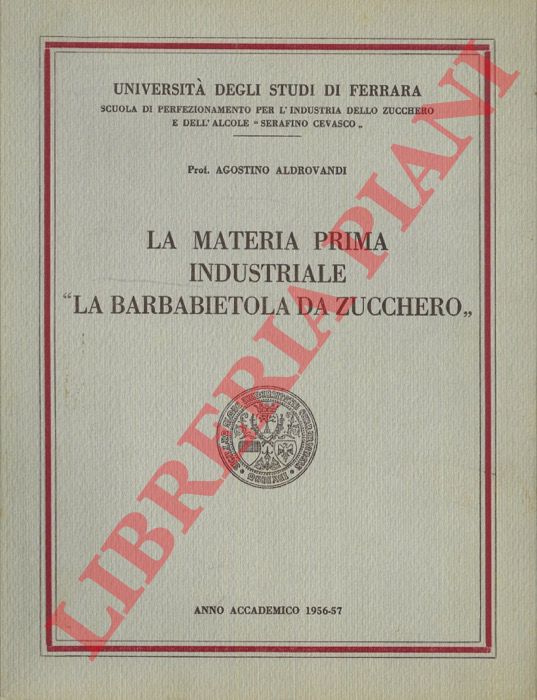 UNIVERSITÀ DEGLI STUDI DI FERRARA
SCUOLA DI PERFEZIONAMENTO PER L'INDUSTRIA DELLO ZUCCHERO
E DELL'ALCOLE "SERAFINO CEVASCO„
Prof. AGOSTINO ALDROVANDI
LA MATERIA PRIMA
INDUSTRIALE
"LA BARBABIETOLA DA ZUCCHERO„
ANNO ACCADEMICO 1956-57
LIBRERIA PIANI